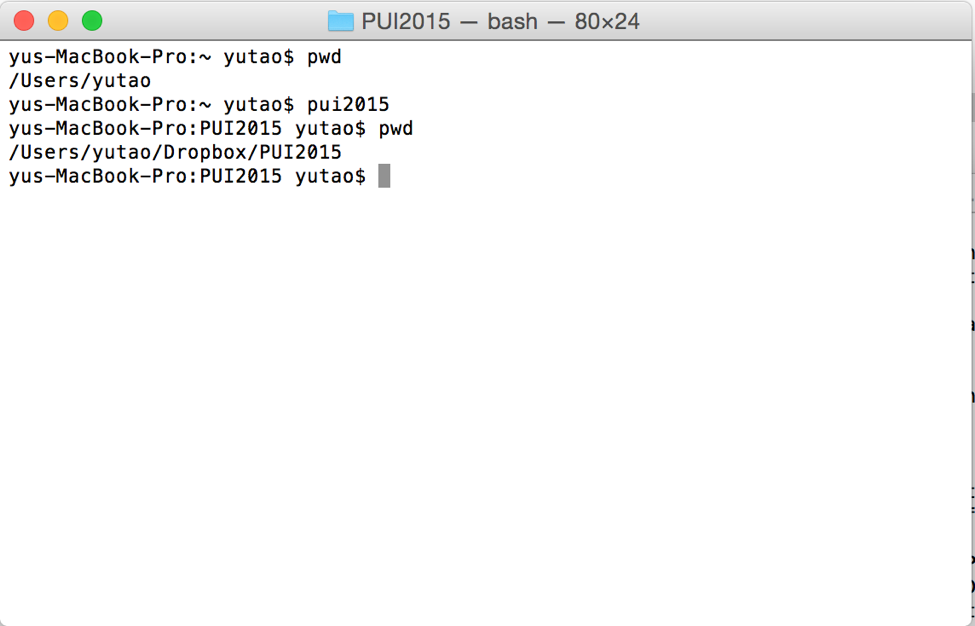 PUI2015 — bash — 80×24
yus-MacBook-Pro:~ yutao$ pwd
/Users/yutao
yus-MacBook-Pro:~ yutao$ pui2015
yus-MacBook-Pro:PUI2015 yutao$ pwd
/Users/yutao/Dropbox/PUI2015
yus-MacBook-Pro:PUI2015 yutao$